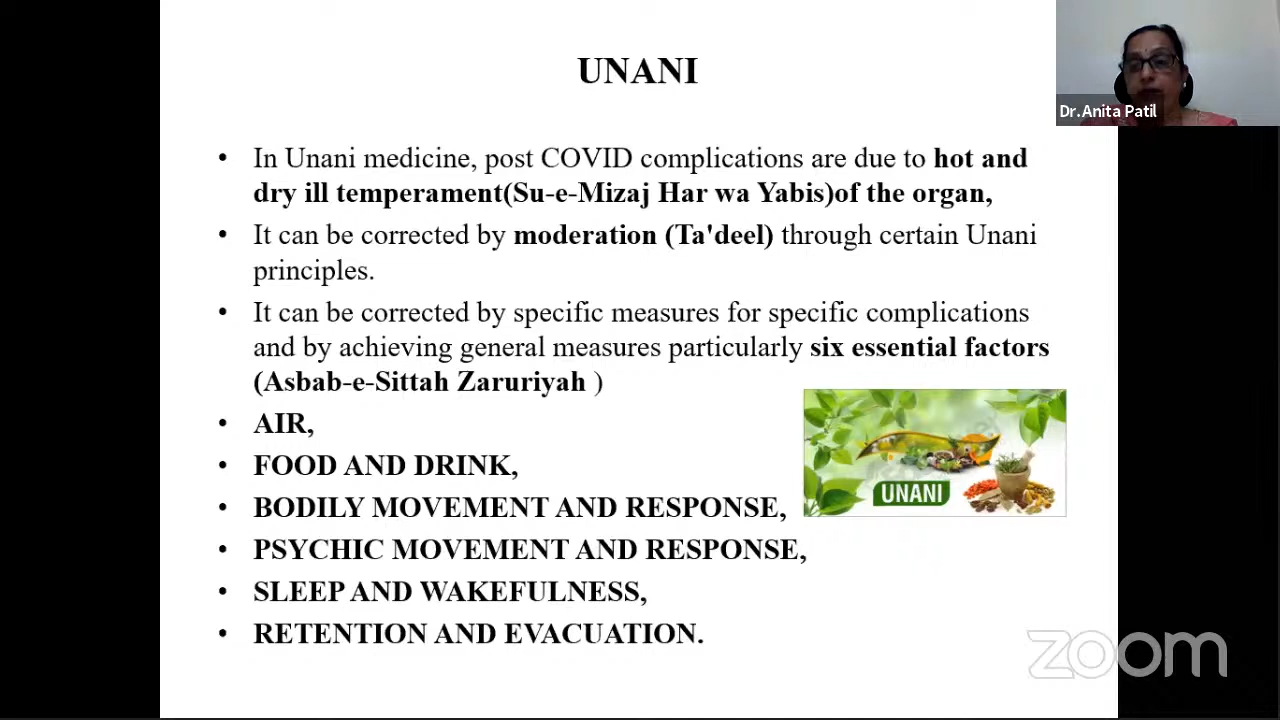 UNANI
Dr.Anita Patil
• In Unani medicine, post COVID complications are due to hot and
dry ill temperament(Su-e-Mizaj Har wa Yabis)of the organ,
• It can be corrected by moderation (Ta'deel) through certain Unani
principles.
• It can be corrected by specific measures for specific complications
and by achieving general measures particularly six essential factors
(Asbab-e-Sittah Zaruriyah )
• AIR,
• FOOD AND DRINK,
• BODILY MOVEMENT AND RESPONSE,
UNANI
• PSYCHIC MOVEMENT AND RESPONSE,
• SLEEP AND WAKEFULNESS,
• RETENTION AND EVACUATION.
zoom